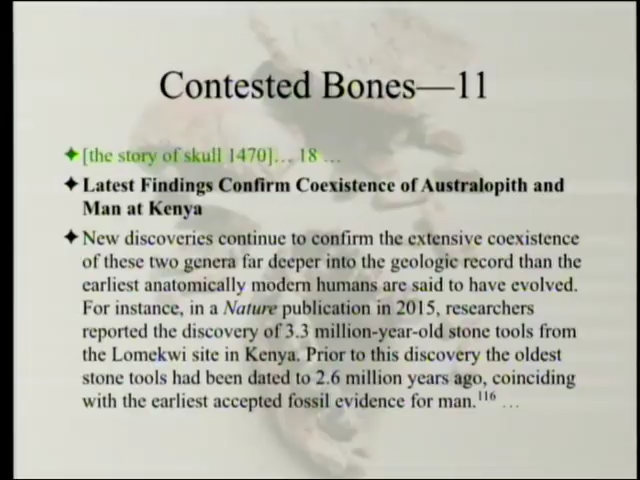 Contested Bones—11
✦[the story of skull 1470]… 18 …
✦Latest Findings Confirm Coexistence of Australopith and
Man at Kenya
✦New discoveries continue to confirm the extensive coexistence
of these two genera far deeper into the geologic record than the
earliest anatomically modern humans are said to have evolved.
For instance, in a Nature publication in 2015, researchers
reported the discovery of 3.3 million-year-old stone tools from
the Lomekwi site in Kenya. Prior to this discovery the oldest
stone tools had been dated to 2.6 million years ago, coinciding
with the earliest accepted fossil evidence for man.116 …